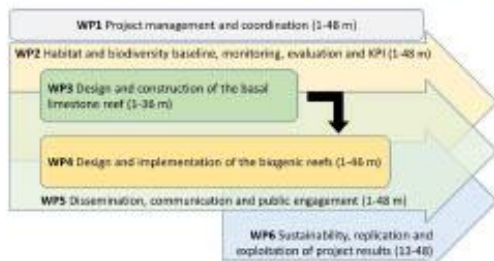 WP1 Project management and coordination (1-48 m)
WP2 Habitat and biodiversity baseline, monitoring, evaluation and KPI (1-48 m)
WP3 Design and construction of the basal
limestone reef (1-36 m)
WP4 Design and implementation of the biogenic reefs (1-46 m)
WP5 Dissemination, communication and public engagement (1-48 m)
WP6 Sustainability, replication and
exploitation of project results (13-48)